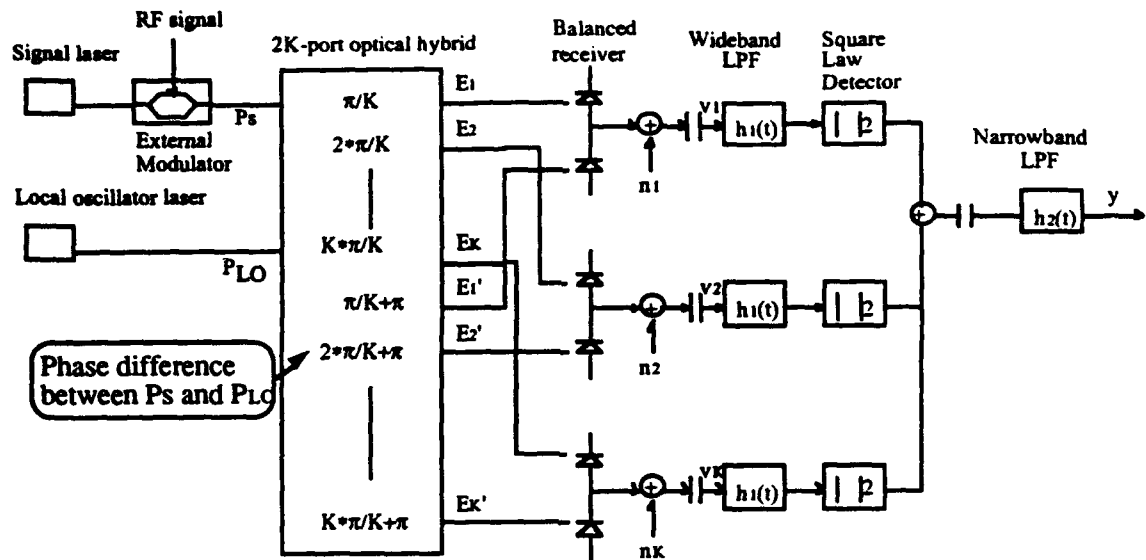 RF signal
Signal laser
Ps
External
Modulator
Local oscillator laser
PLO
2K-port optical hybrid
π/K
2*π/K
K*π/K
π/K+π
2*π/K+π
K*π/K+π
Phase difference
between Ps and PLO
E1
E2
EK
E1'
E2'
EK'
Balanced
receiver
n1
n2
nK
Wideband
LPF
v1
h1(t)
v2
h1(t)
vK
h1(t)
Square
Law
Detector
| |2
| |2
| |2
+
+
+
+
Narrowband
LPF
h2(t)
y